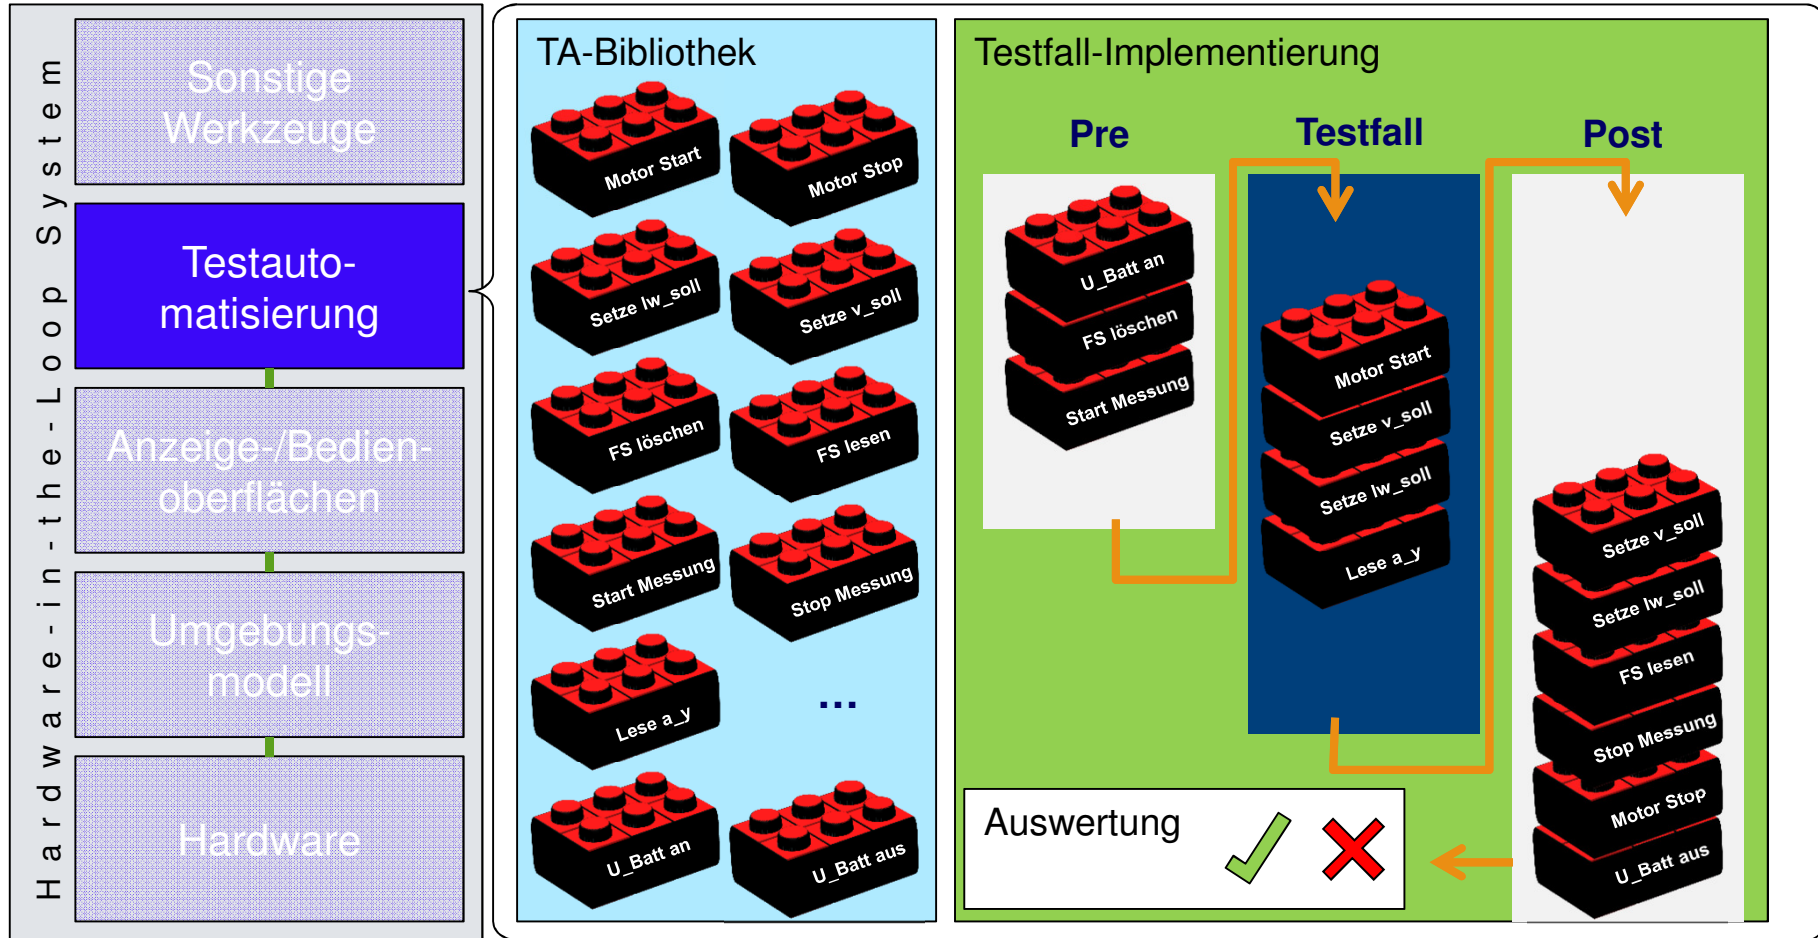 Hardware-in-the-Loop System
Sonstige
Werkzeuge
Testauto-
matisierung
Anzeige-/Bedien-
oberflächen
Umgebungs-
modell
Hardware
TA-Bibliothek
Motor Start
Motor Stop
Setze lw_soll
Setze v_soll
FS löschen
FS lesen
Start Messung
Stop Messung
Lese a_y
...
U_Batt an
U_Batt aus
Testfall-Implementierung
Pre
U_Batt an
FS löschen
Start Messung
Testfall
Motor Start
Setze v_soll
Setze lw_soll
Lese a_y
Post
Setze v_soll
Setze lw_soll
FS lesen
Stop Messung
Motor Stop
U_Batt aus
Auswertung